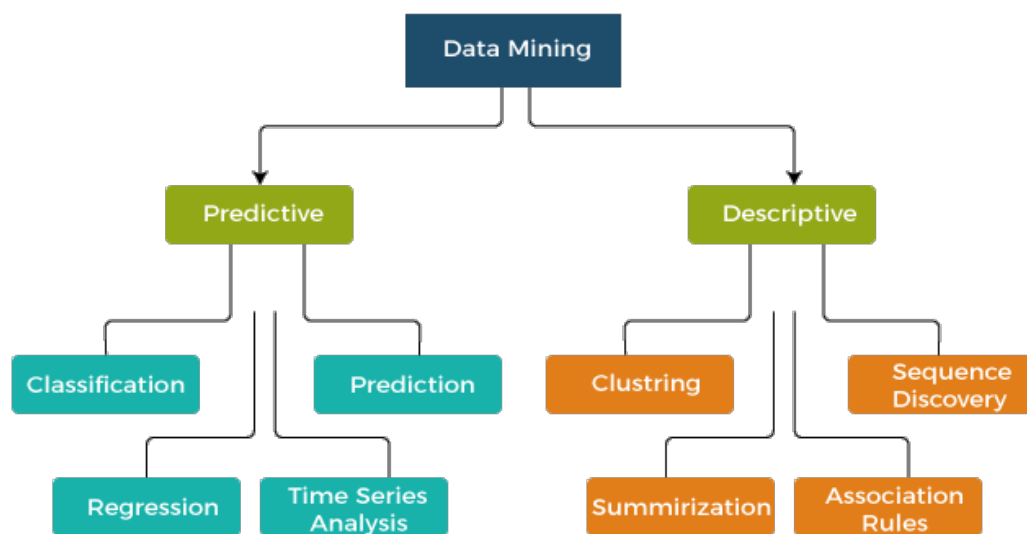 Data Mining
Predictive
Descriptive
Classification
Prediction
Clustring
Sequence
Discovery
Regression
Time Series
Analysis
Summirization
Association
Rules